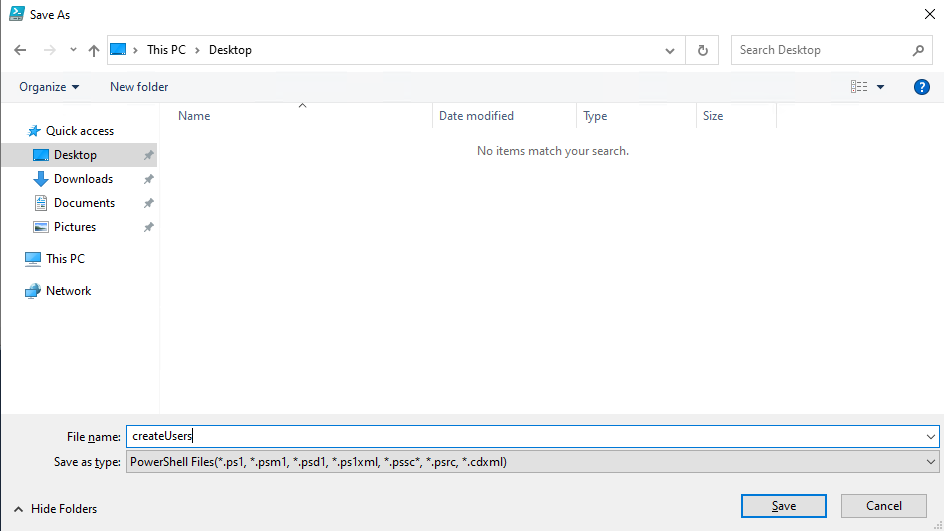 Save As
This PC Desktop
Search Desktop
Organize New folder
?
Name Date modified Type Size
No items match your search.
Quick access
Desktop
Downloads
Documents
Pictures
This PC
Network
File name: createUsers
Save as type: PowerShell Files(*.ps1, *.psm1, *.psd1, *.ps1xml, *.pssc*, *.psrc, *.cdxml)
Hide Folders Save Cancel